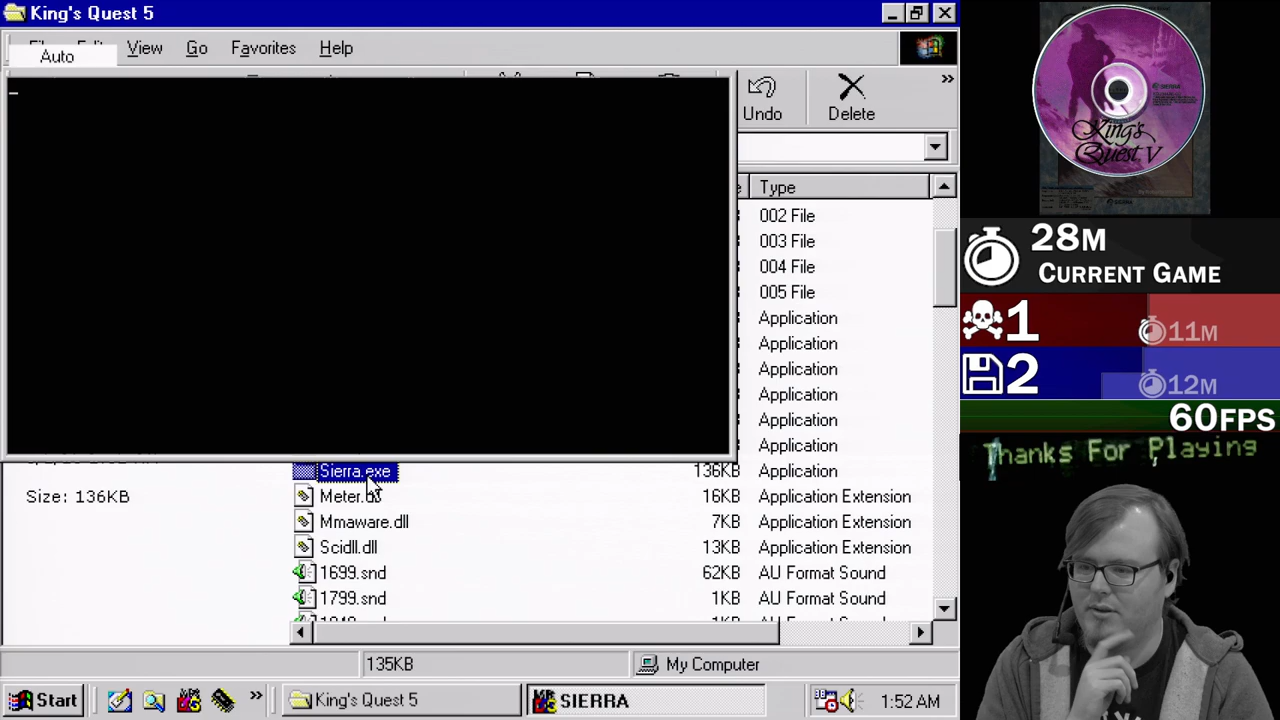 King's Quest 5
View Go Favorites Help
Auto
Undo
Delete
»
Type
002 File
003 File
004 File
005 File
Application
Application
Application
Application
Application
Application
Sierra.exe 136KB Application
Size: 136KB
Meter.dll 16KB Application Extension
Mmaware.dll 7KB Application Extension
Scidll.dll 13KB Application Extension
1699.snd 62KB AU Format Sound
1799.snd 1KB AU Format Sound
135KB
My Computer
Start
»
King's Quest 5
SIERRA
1:52 AM
King's
Quest V
SIERRA
28M
CURRENT GAME
1
11M
2
12M
60FPS
Thanks For Playing